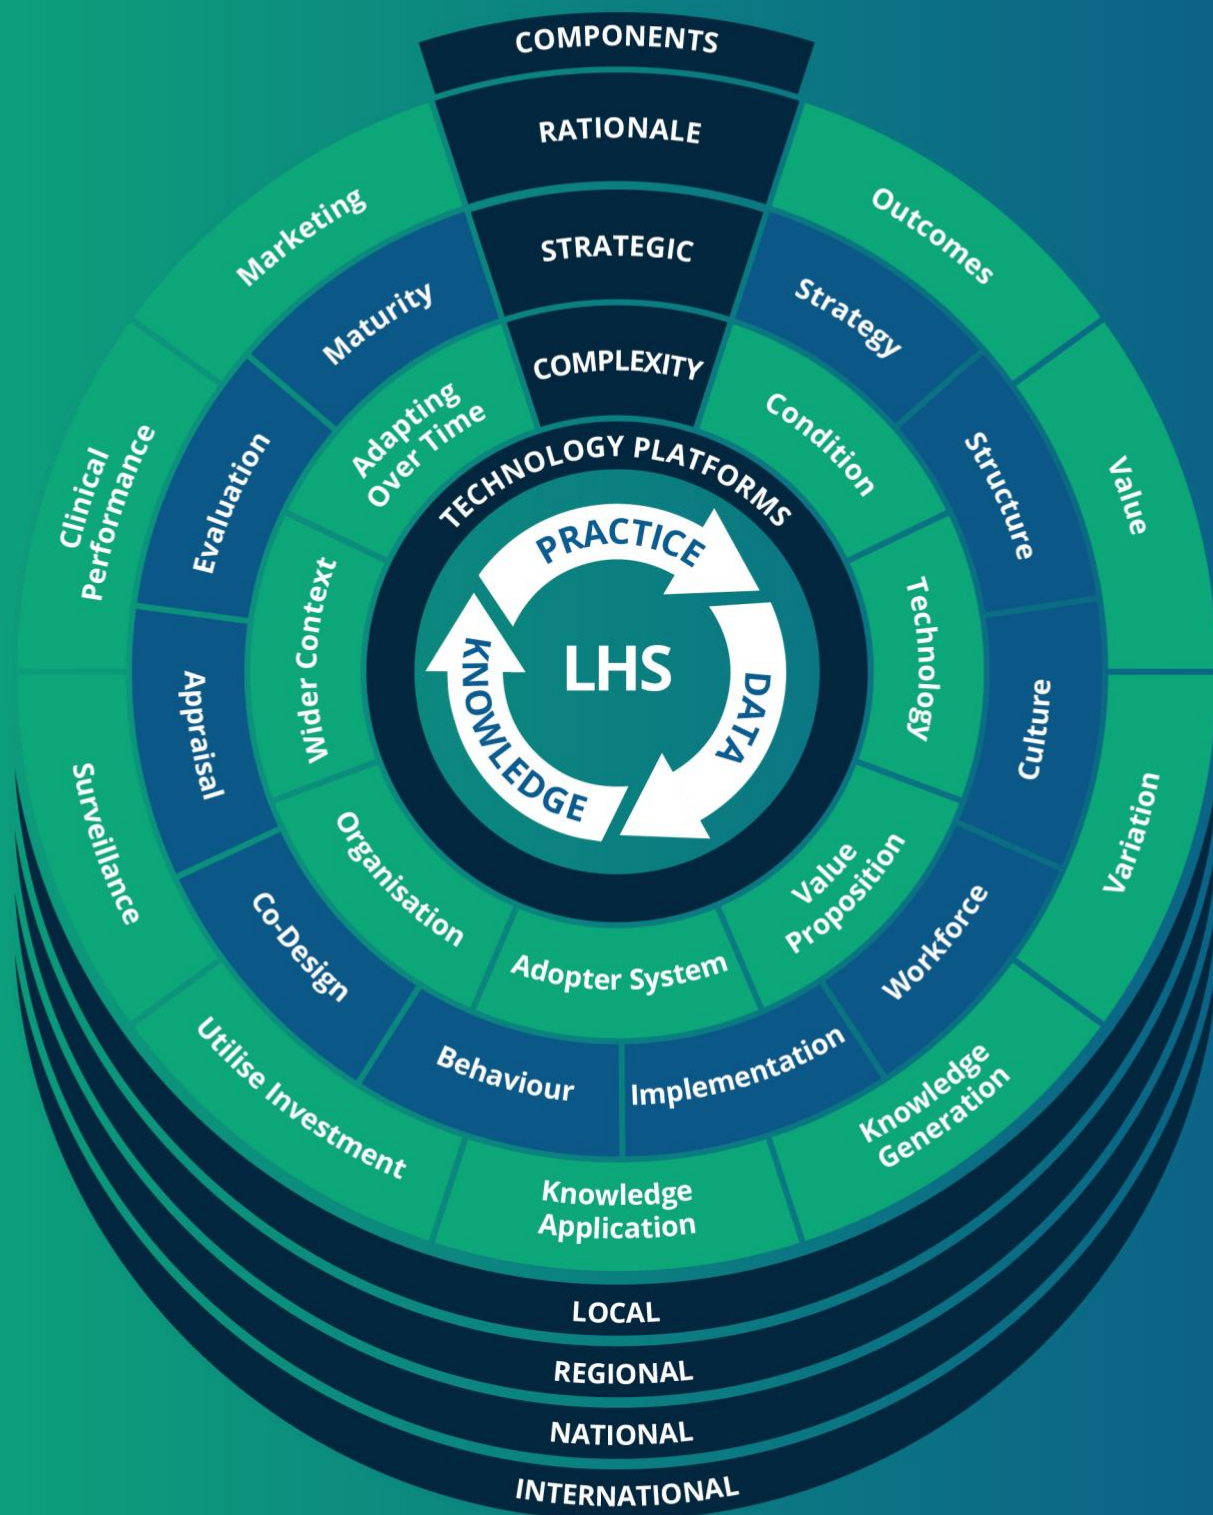 COMPONENTS
RATIONALE
STRATEGIC
COMPLEXITY
TECHNOLOGY PLATFORMS
PRACTICE
DATA
KNOWLEDGE
LHS
Outcomes
Value
Variation
Knowledge
Generation
Knowledge
Application
Utilise Investment
Surveillance
Clinical
Performance
Marketing
Strategy
Structure
Culture
Workforce
Implementation
Behaviour
Co-Design
Appraisal
Evaluation
Maturity
Condition
Technology
Value
Proposition
Adopter System
Organisation
Wider Context
Adapting
Over Time
LOCAL
REGIONAL
NATIONAL
INTERNATIONAL